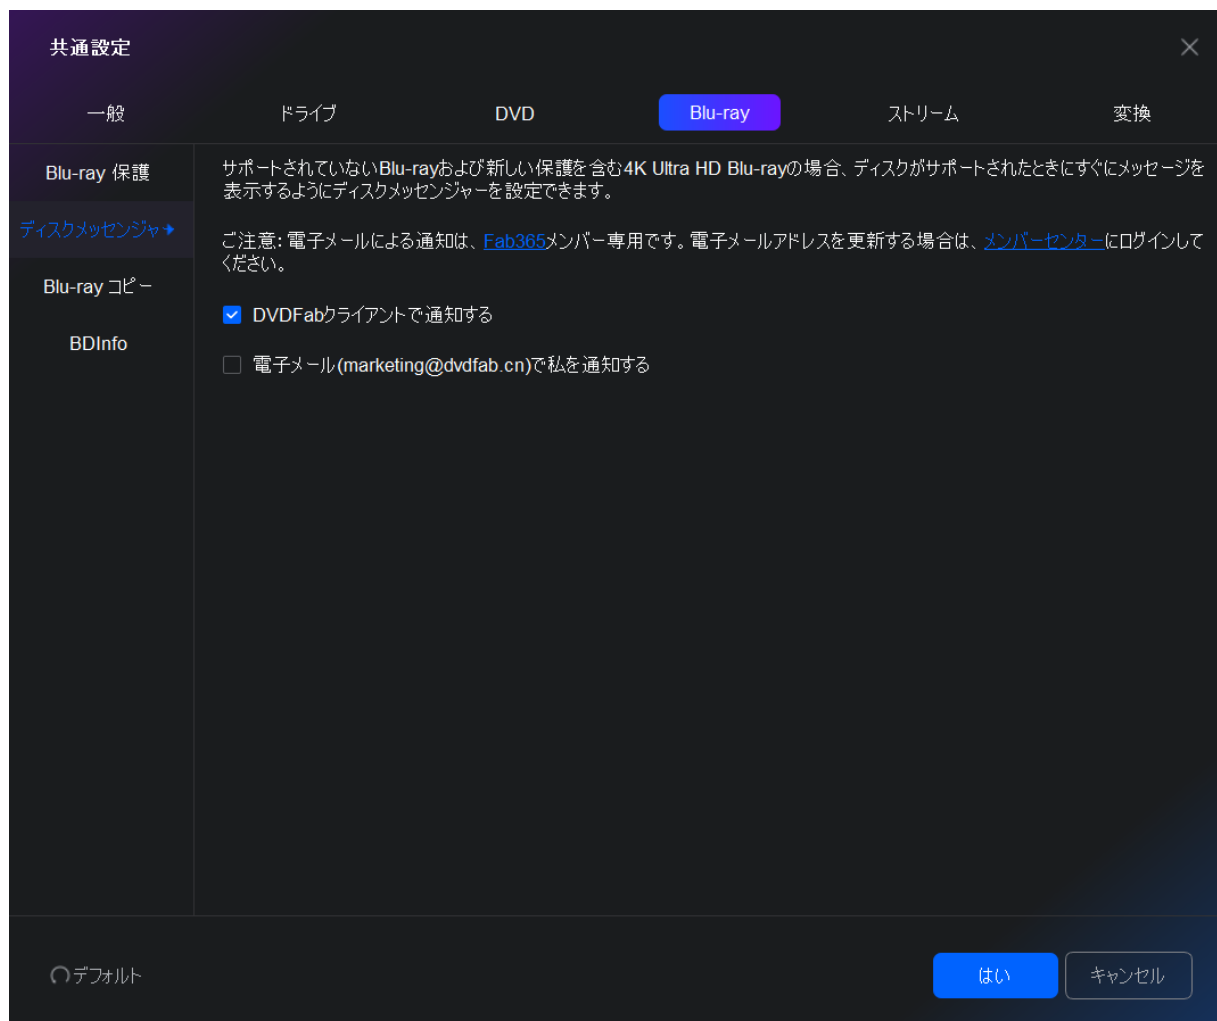 共通設定
一般
ドライブ
DVD
Blu-ray
ストリーム
変換
Blu-ray 保護
ディスクメッセンジャ
Blu-ray コピー
BDInfo
サポートされていないBlu-rayおよび新しい保護を含む4K Ultra HD Blu-rayの場合、ディスクがサポートされたときにすぐにメッセージを
表示するようにディスクメッセンジャーを設定できます。
ご注意: 電子メールによる通知は、Fab365メンバー専用です。電子メールアドレスを更新する場合は、メンバーセンターにログインして
ください。
DVDFabクライアントで通知する
電子メール(marketing@dvdfab.cn)で私を通知する
デフォルト
はい
キャンセル